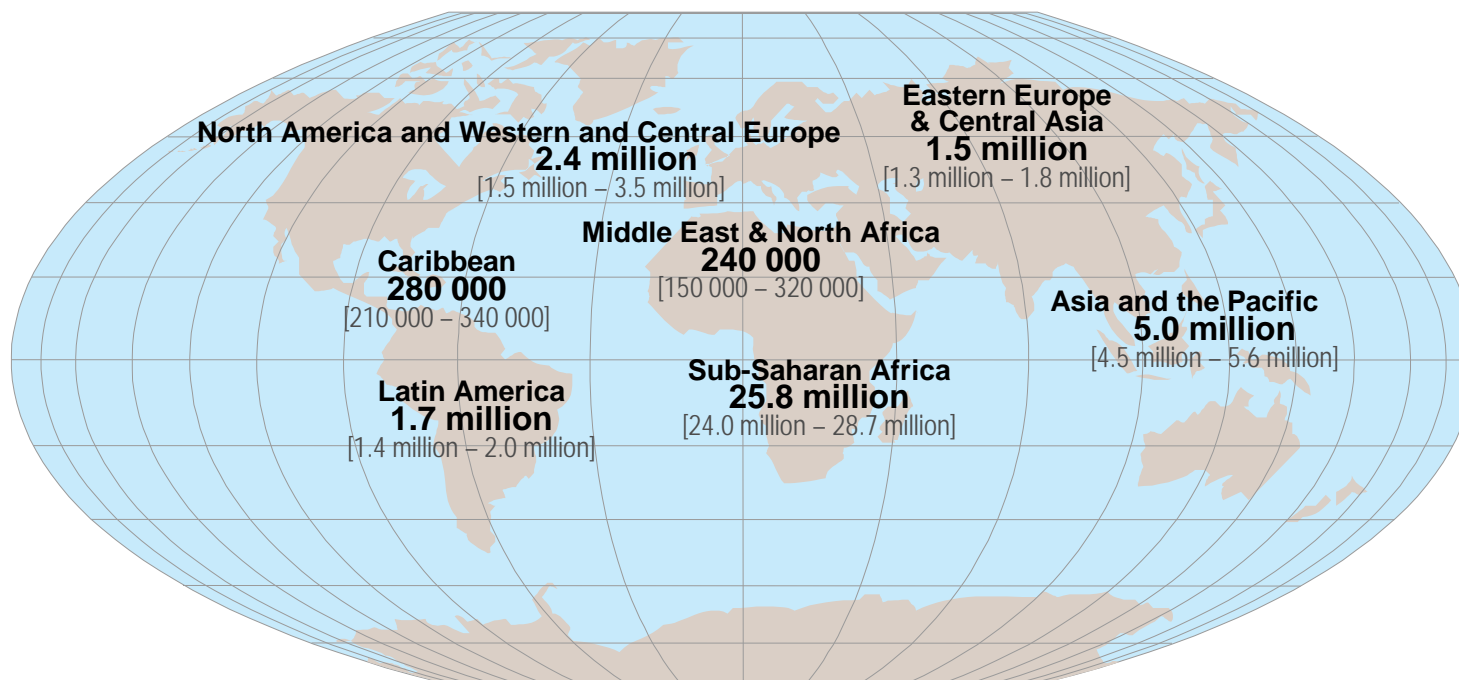 Eastern Europe
& Central Asia
1.5 million
[1.3 million – 1.8 million]
North America and Western and Central Europe
2.4 million
[1.5 million – 3.5 million]
Middle East & North Africa
240 000
[150 000 – 320 000]
Caribbean
280 000
[210 000 – 340 000]
Asia and the Pacific
5.0 million
[4.5 million – 5.6 million]
Sub-Saharan Africa
25.8 million
[24.0 million – 28.7 million]
Latin America
1.7 million
[1.4 million – 2.0 million]